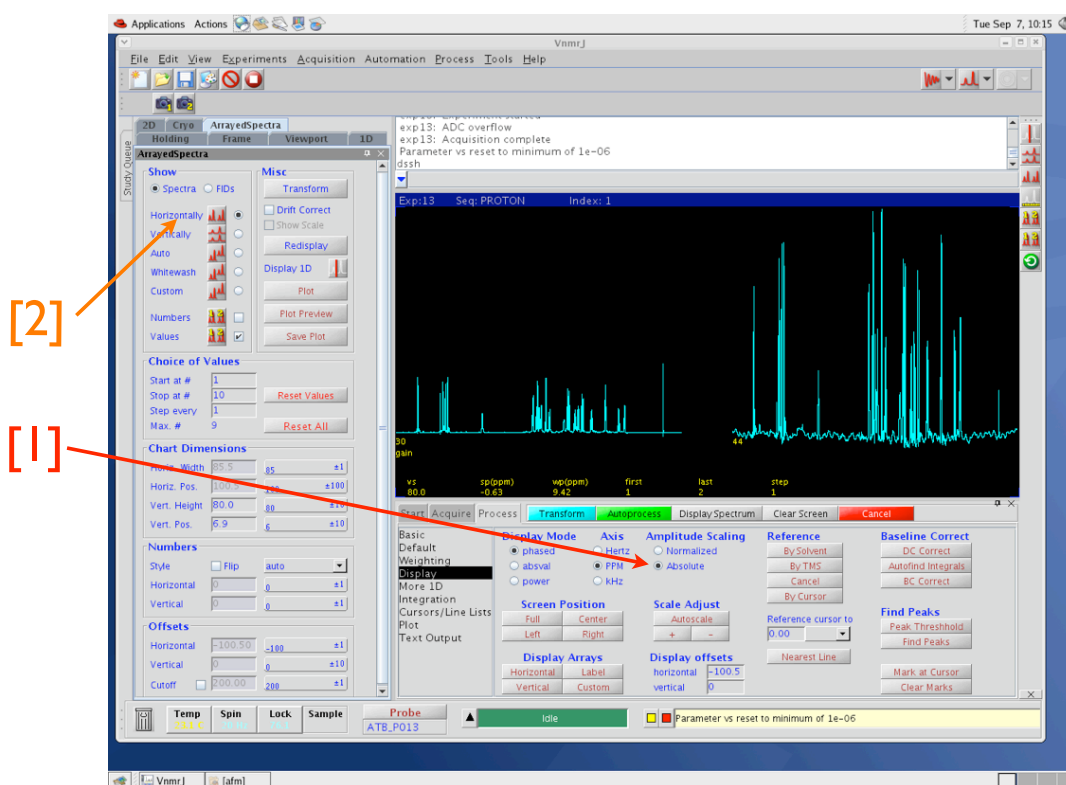 Applications Actions
Tue Sep 7, 10:15
VnmrJ
File Edit View Experiments Acquisition Automation Process Tools Help
Study Queue
2D Cryo ArrayedSpectra
Holding Frame Viewport 1D
ArrayedSpectra
Show
Spectra FIDs
Horizontally
Vertically
Auto
Whitewash
Custom
Numbers
Values
Misc
Transform
Drift Correct
Show Scale
Redisplay
Display 1D
Plot
Plot Preview
Save Plot
[2]
[1]
Choice of Values
Start at # 1
Stop at # 10 Reset Values
Step every 1
Max. # 9 Reset All
Chart Dimensions
Horiz. Width 85.5 85 ±1
Horiz. Pos. 100.5 ±100
Vert. Height 80.0 80 ±10
Vert. Pos. 6.9 6 ±10
Numbers
Style Flip auto
Horizontal 0 0 ±1
Vertical 0 0 ±1
Offsets
Horizontal -100.50 -100 ±1
Vertical 0 0 ±10
Cutoff 200.00 200 ±1
exp13: ADC overflow
exp13: Acquisition complete
Parameter vs reset to minimum of 1e-06
dssh
Exp:13 Seq: PROTON Index: 1
30
gain
44
vs sp(ppm) wp(ppm) first last step
80.0 -0.63 9.42 1 2 1
Start Acquire Process Transform Autoprocess Display Spectrum Clear Screen Cancel
Basic
Default
Weighting
Display
More 1D
Integration
Cursors/Line Lists
Plot
Text Output
Display Mode
phased
absval
power
Axis
Hertz
PPM
kHz
Amplitude Scaling
Normalized
Absolute
Reference
By Solvent
By TMS
Cancel
By Cursor
Reference cursor to
0.00
Nearest Line
Baseline Correct
DC Correct
Autofind Integrals
BC Correct
Screen Position
Full Center
Left Right
Scale Adjust
Autoscale
+ -
Find Peaks
Peak Threshhold
Find Peaks
Mark at Cursor
Clear Marks
Display Arrays
Horizontal Label
Vertical Custom
Display offsets
horizontal -100.5
vertical 0
Temp Spin Lock Sample
Probe
ATB_P013
Idle
Parameter vs reset to minimum of 1e-06
VnmrJ [afm]